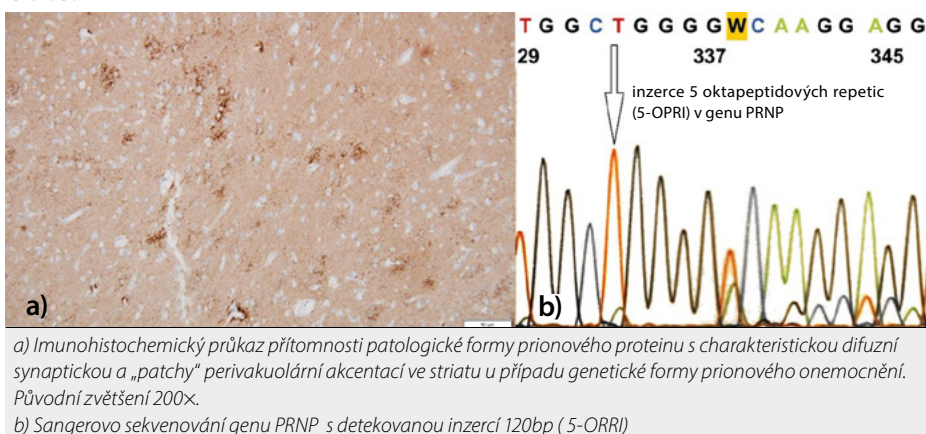 T G G C T G G G G W C A A G G A G G
29 337 345
inzerce 5 oktapeptidových repetic
(5-OPRI) v genu PRNP
a) b)
a) Imunohistochemický průkaz přítomnosti patologické formy prionového proteinu s charakteristickou difuzní
synaptickou a „patchy“ perivakuolární akcentací ve striatu u případu genetické formy prionového onemocnění.
Původní zvětšení 200×.
b) Sangerovo sekvenování genu PRNP s detekovanou inzercí 120bp ( 5-ORRI)